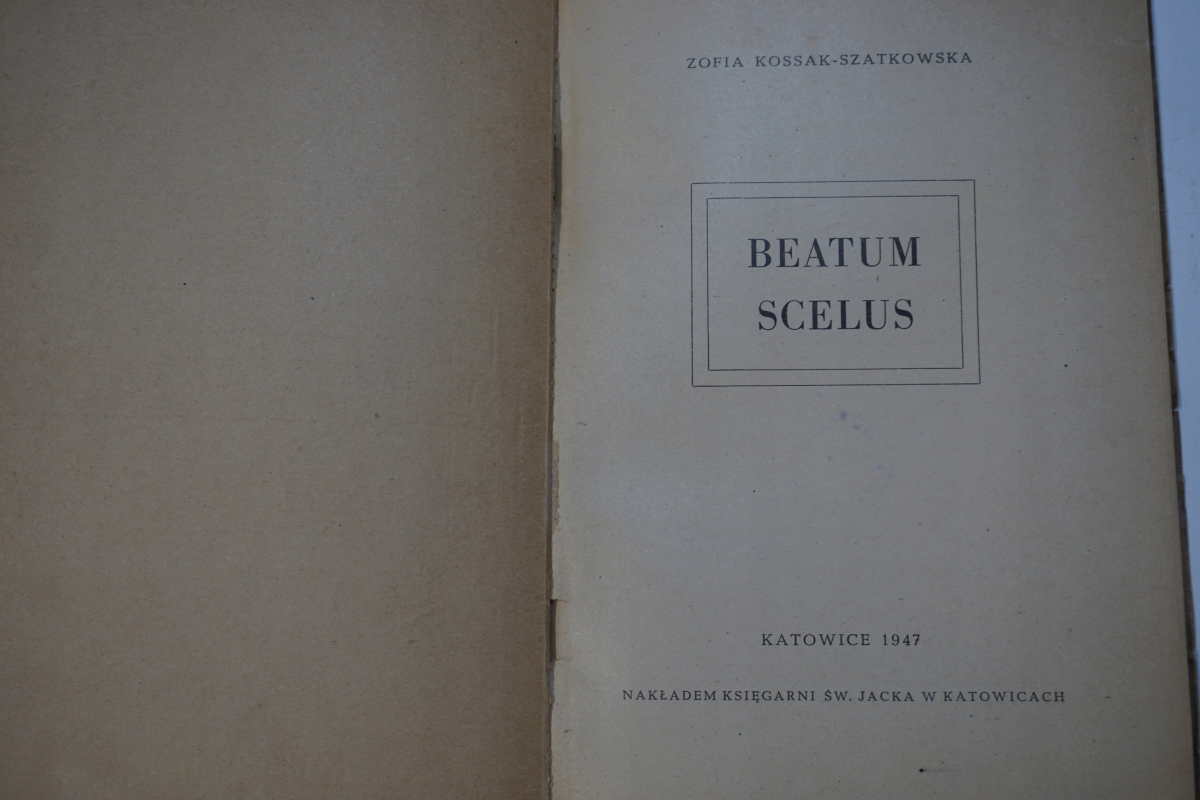 ZOFIA KOSSAK-SZATKOWSKA
BEATUM
SCELUS
KATOWICE 1947
NAKŁADEM KSIĘGARNI ŚW. JACKA W KATOWICACH